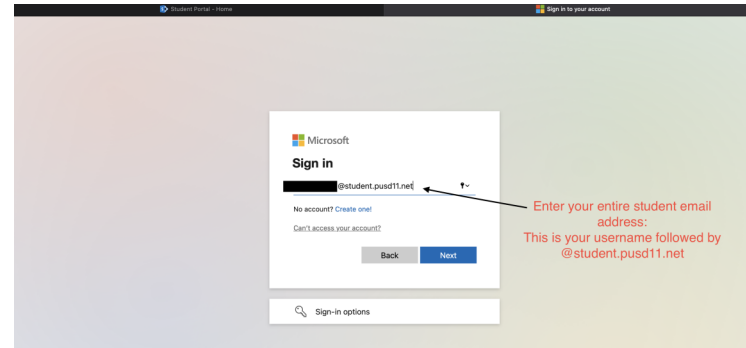 Student Portal - Home
Sign in to your account
Microsoft
Sign in
@student.pusd11.net
No account? Create one!
Can't access your account?
Back
Next
Sign-in options
Enter your entire student email
address:
This is your username followed by
@student.pusd11.net